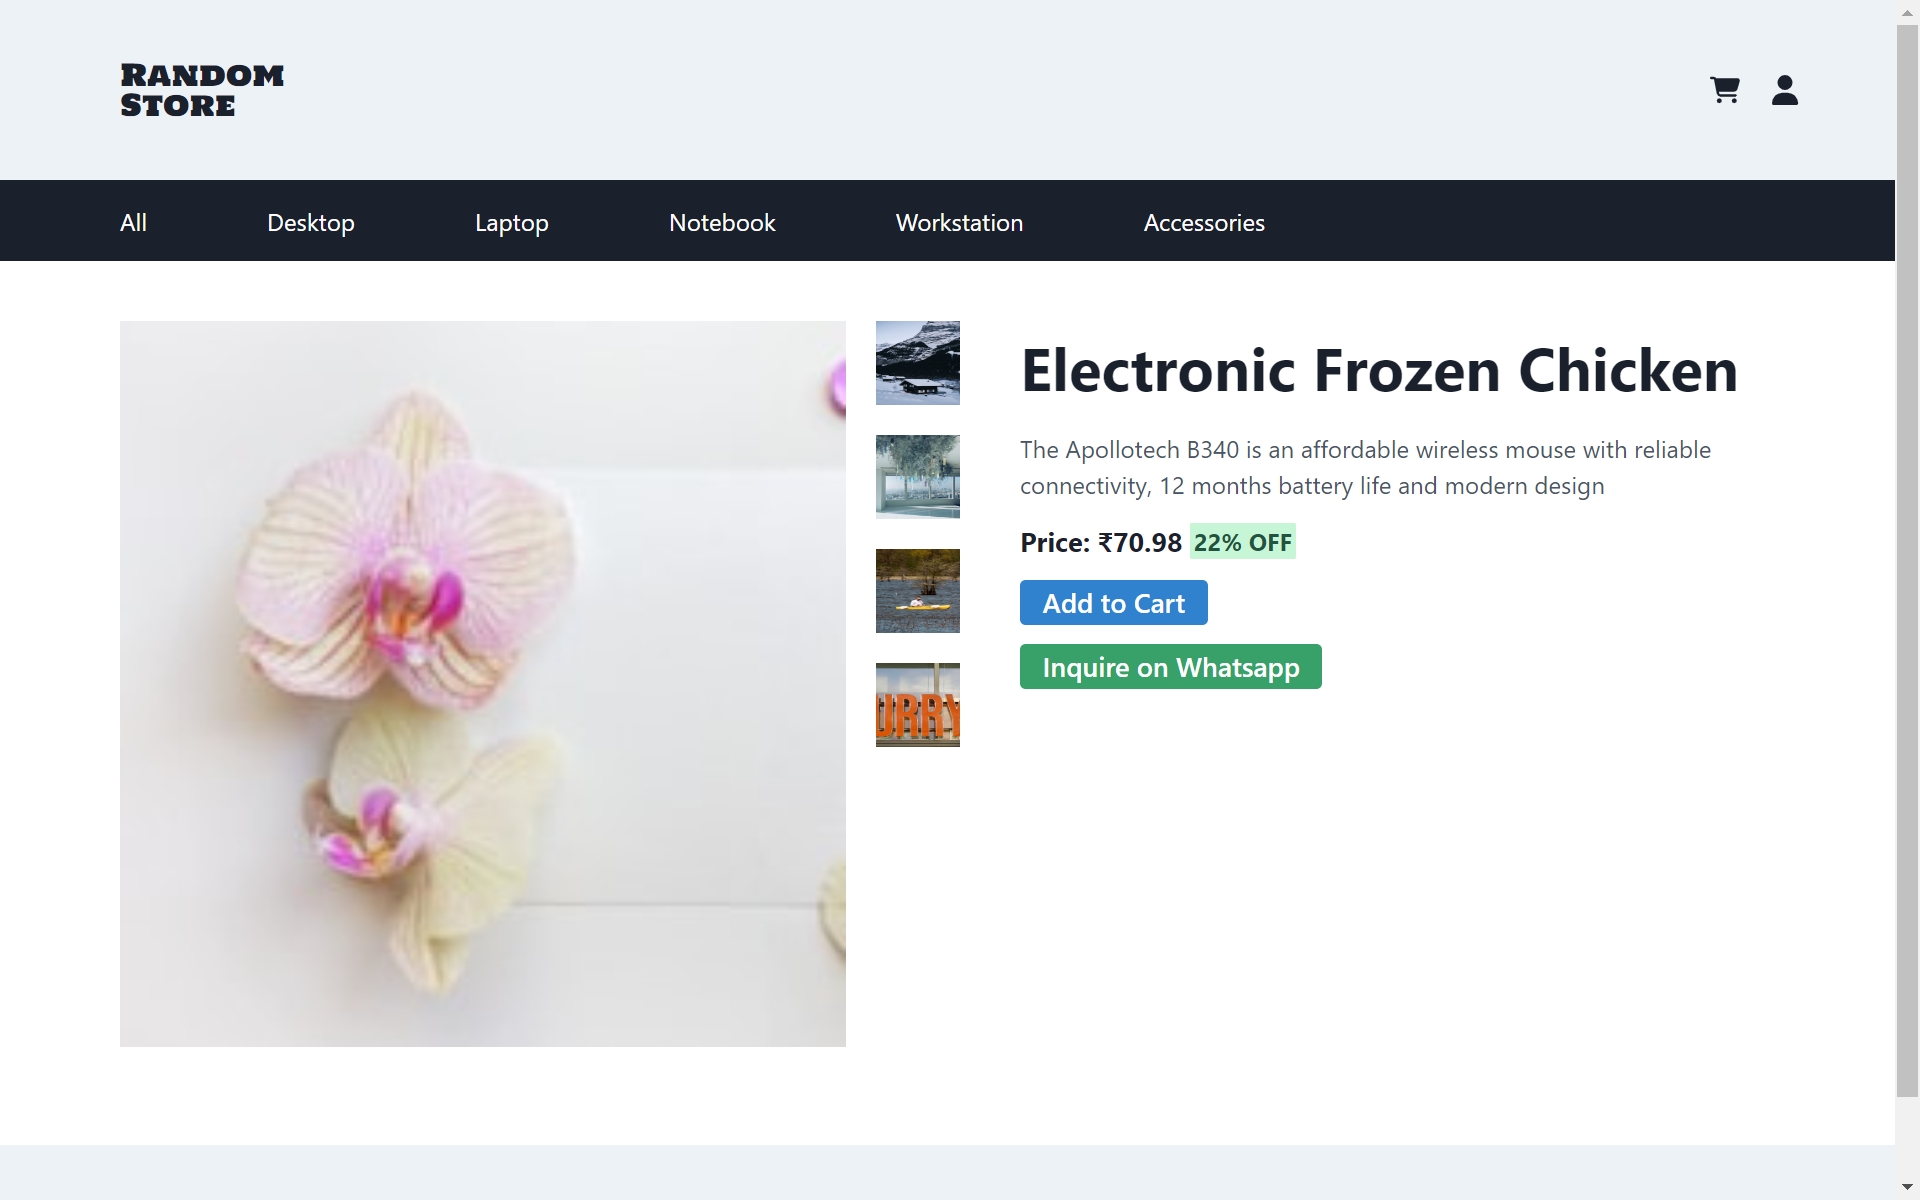 RANDOM
STORE
All
Desktop
Laptop
Notebook
Workstation
Accessories
URRY
Electronic Frozen Chicken
The Apollotech B340 is an affordable wireless mouse with reliable
connectivity, 12 months battery life and modern design
Price: ₹70.98 22% OFF
Add to Cart
Inquire on Whatsapp